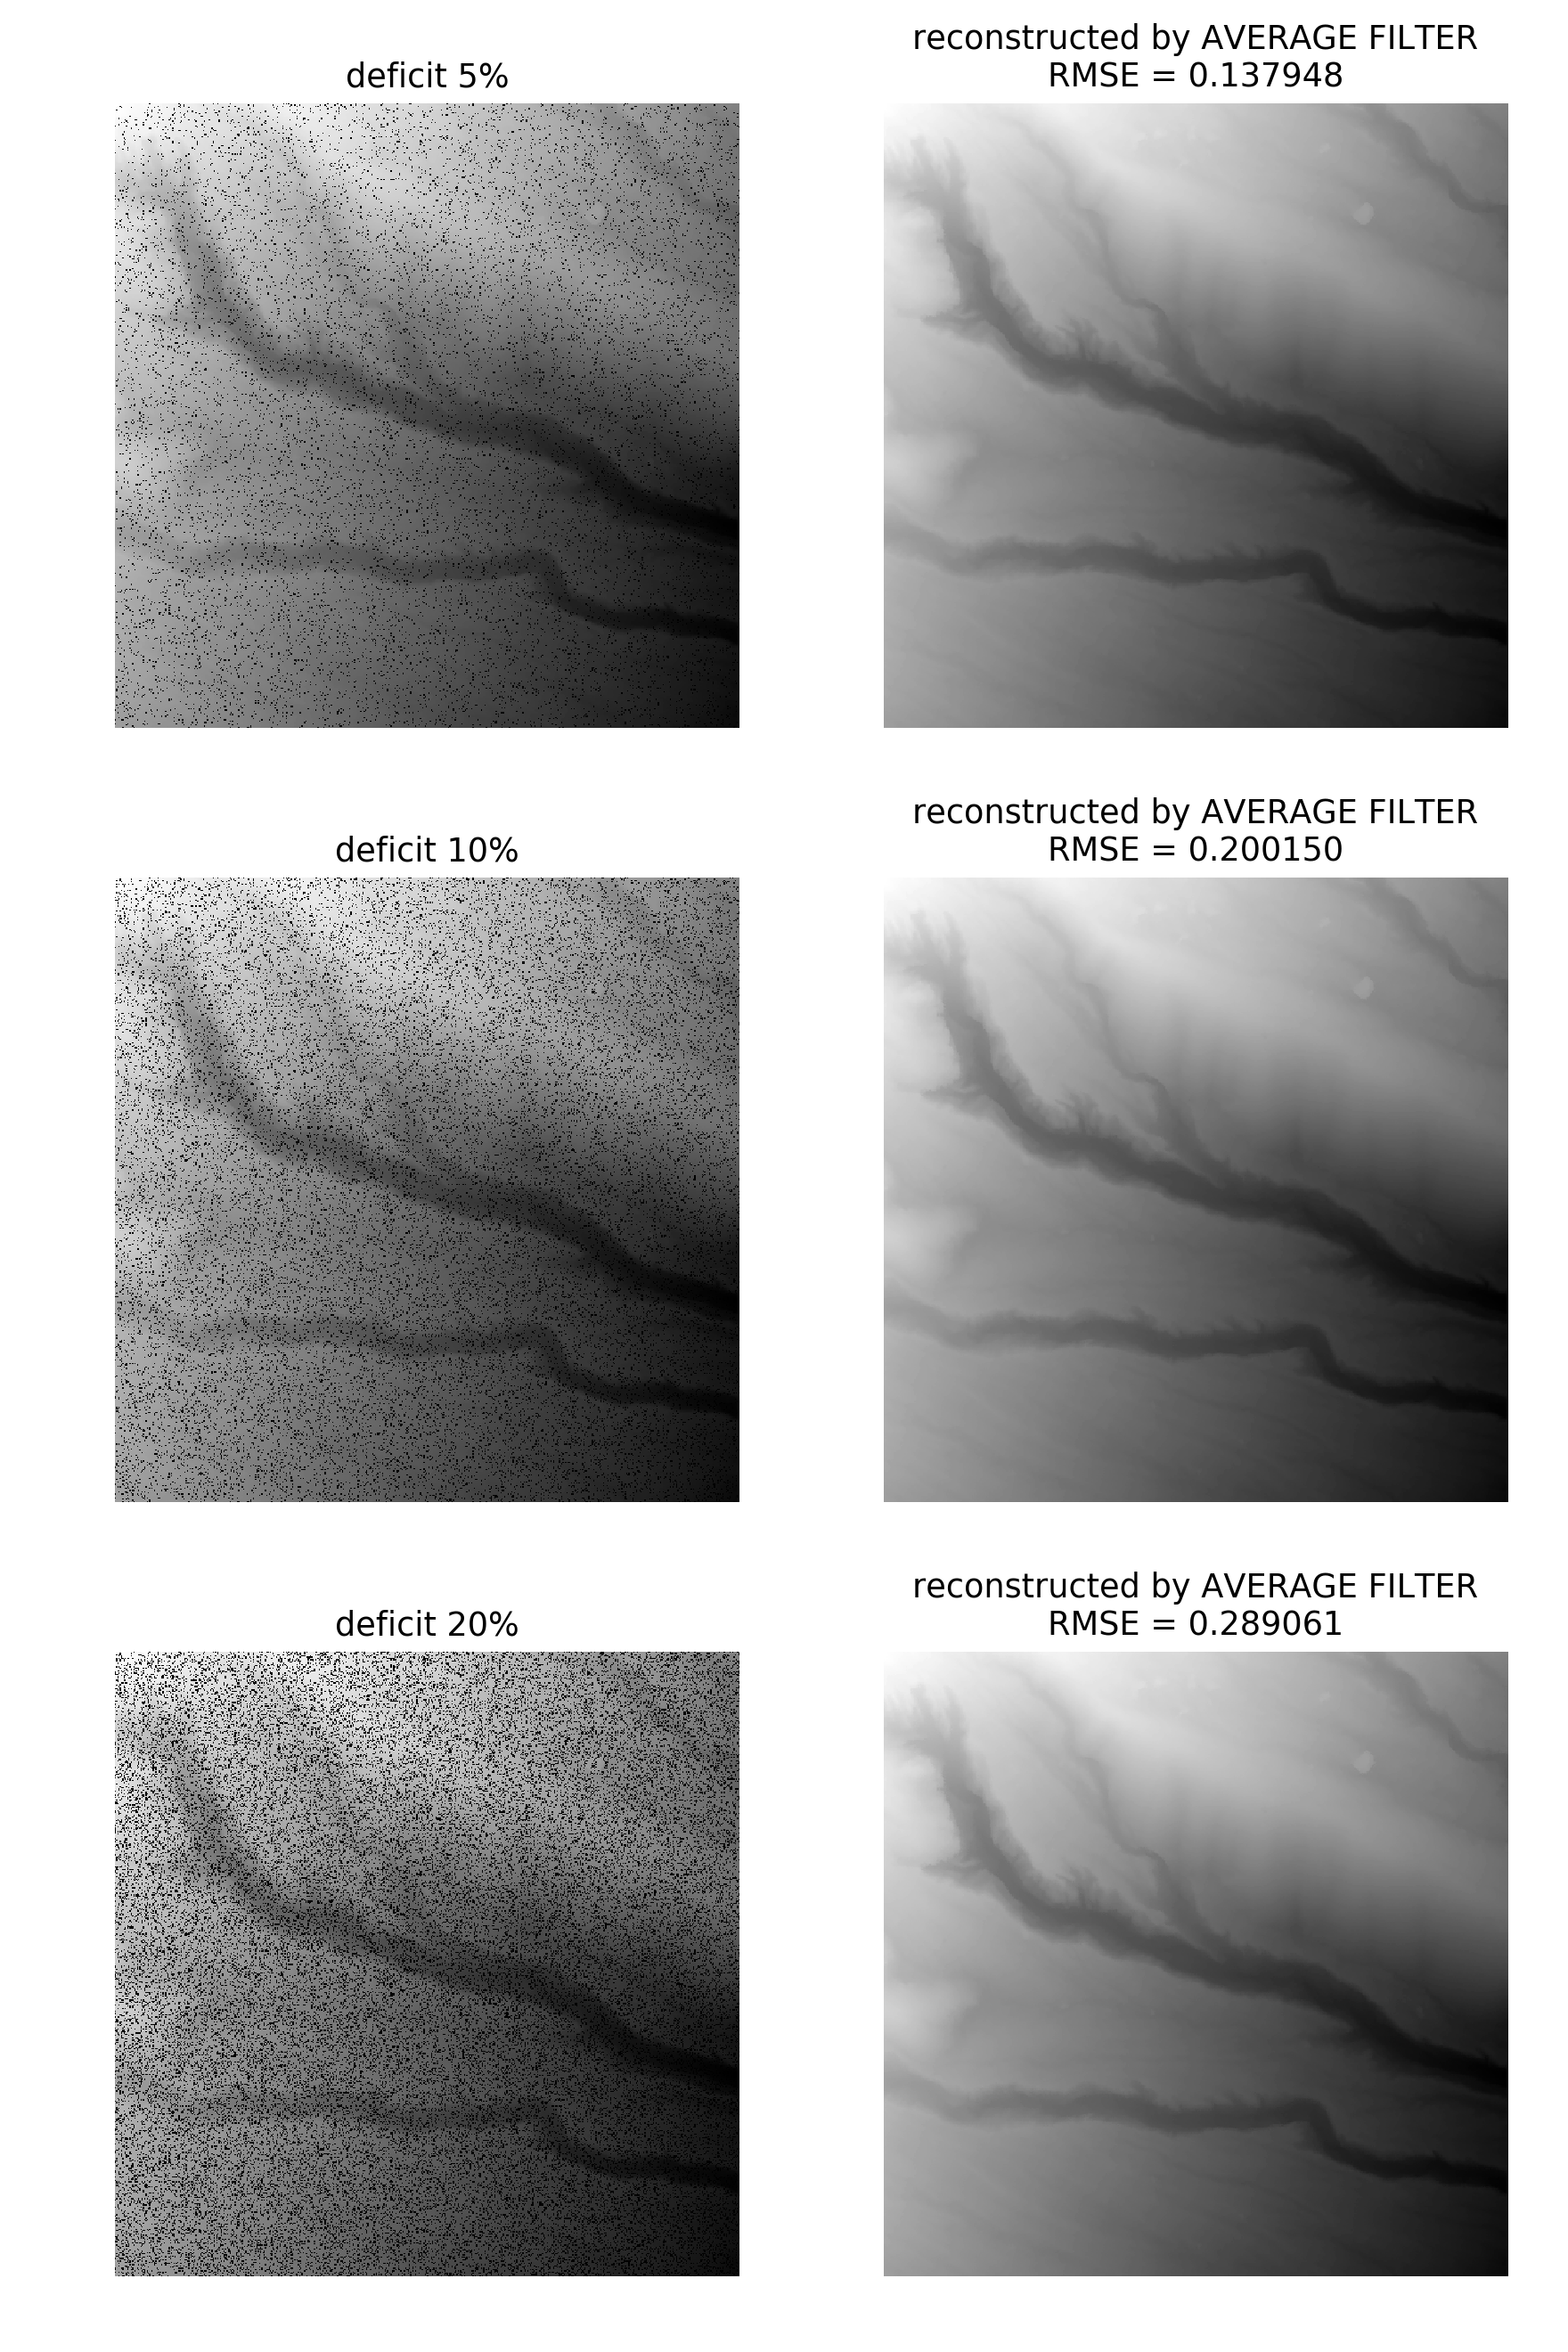 deficit 5%
reconstructed by AVERAGE FILTER
RMSE = 0.137948
deficit 10%
reconstructed by AVERAGE FILTER
RMSE = 0.200150
deficit 20%
reconstructed by AVERAGE FILTER
RMSE = 0.289061